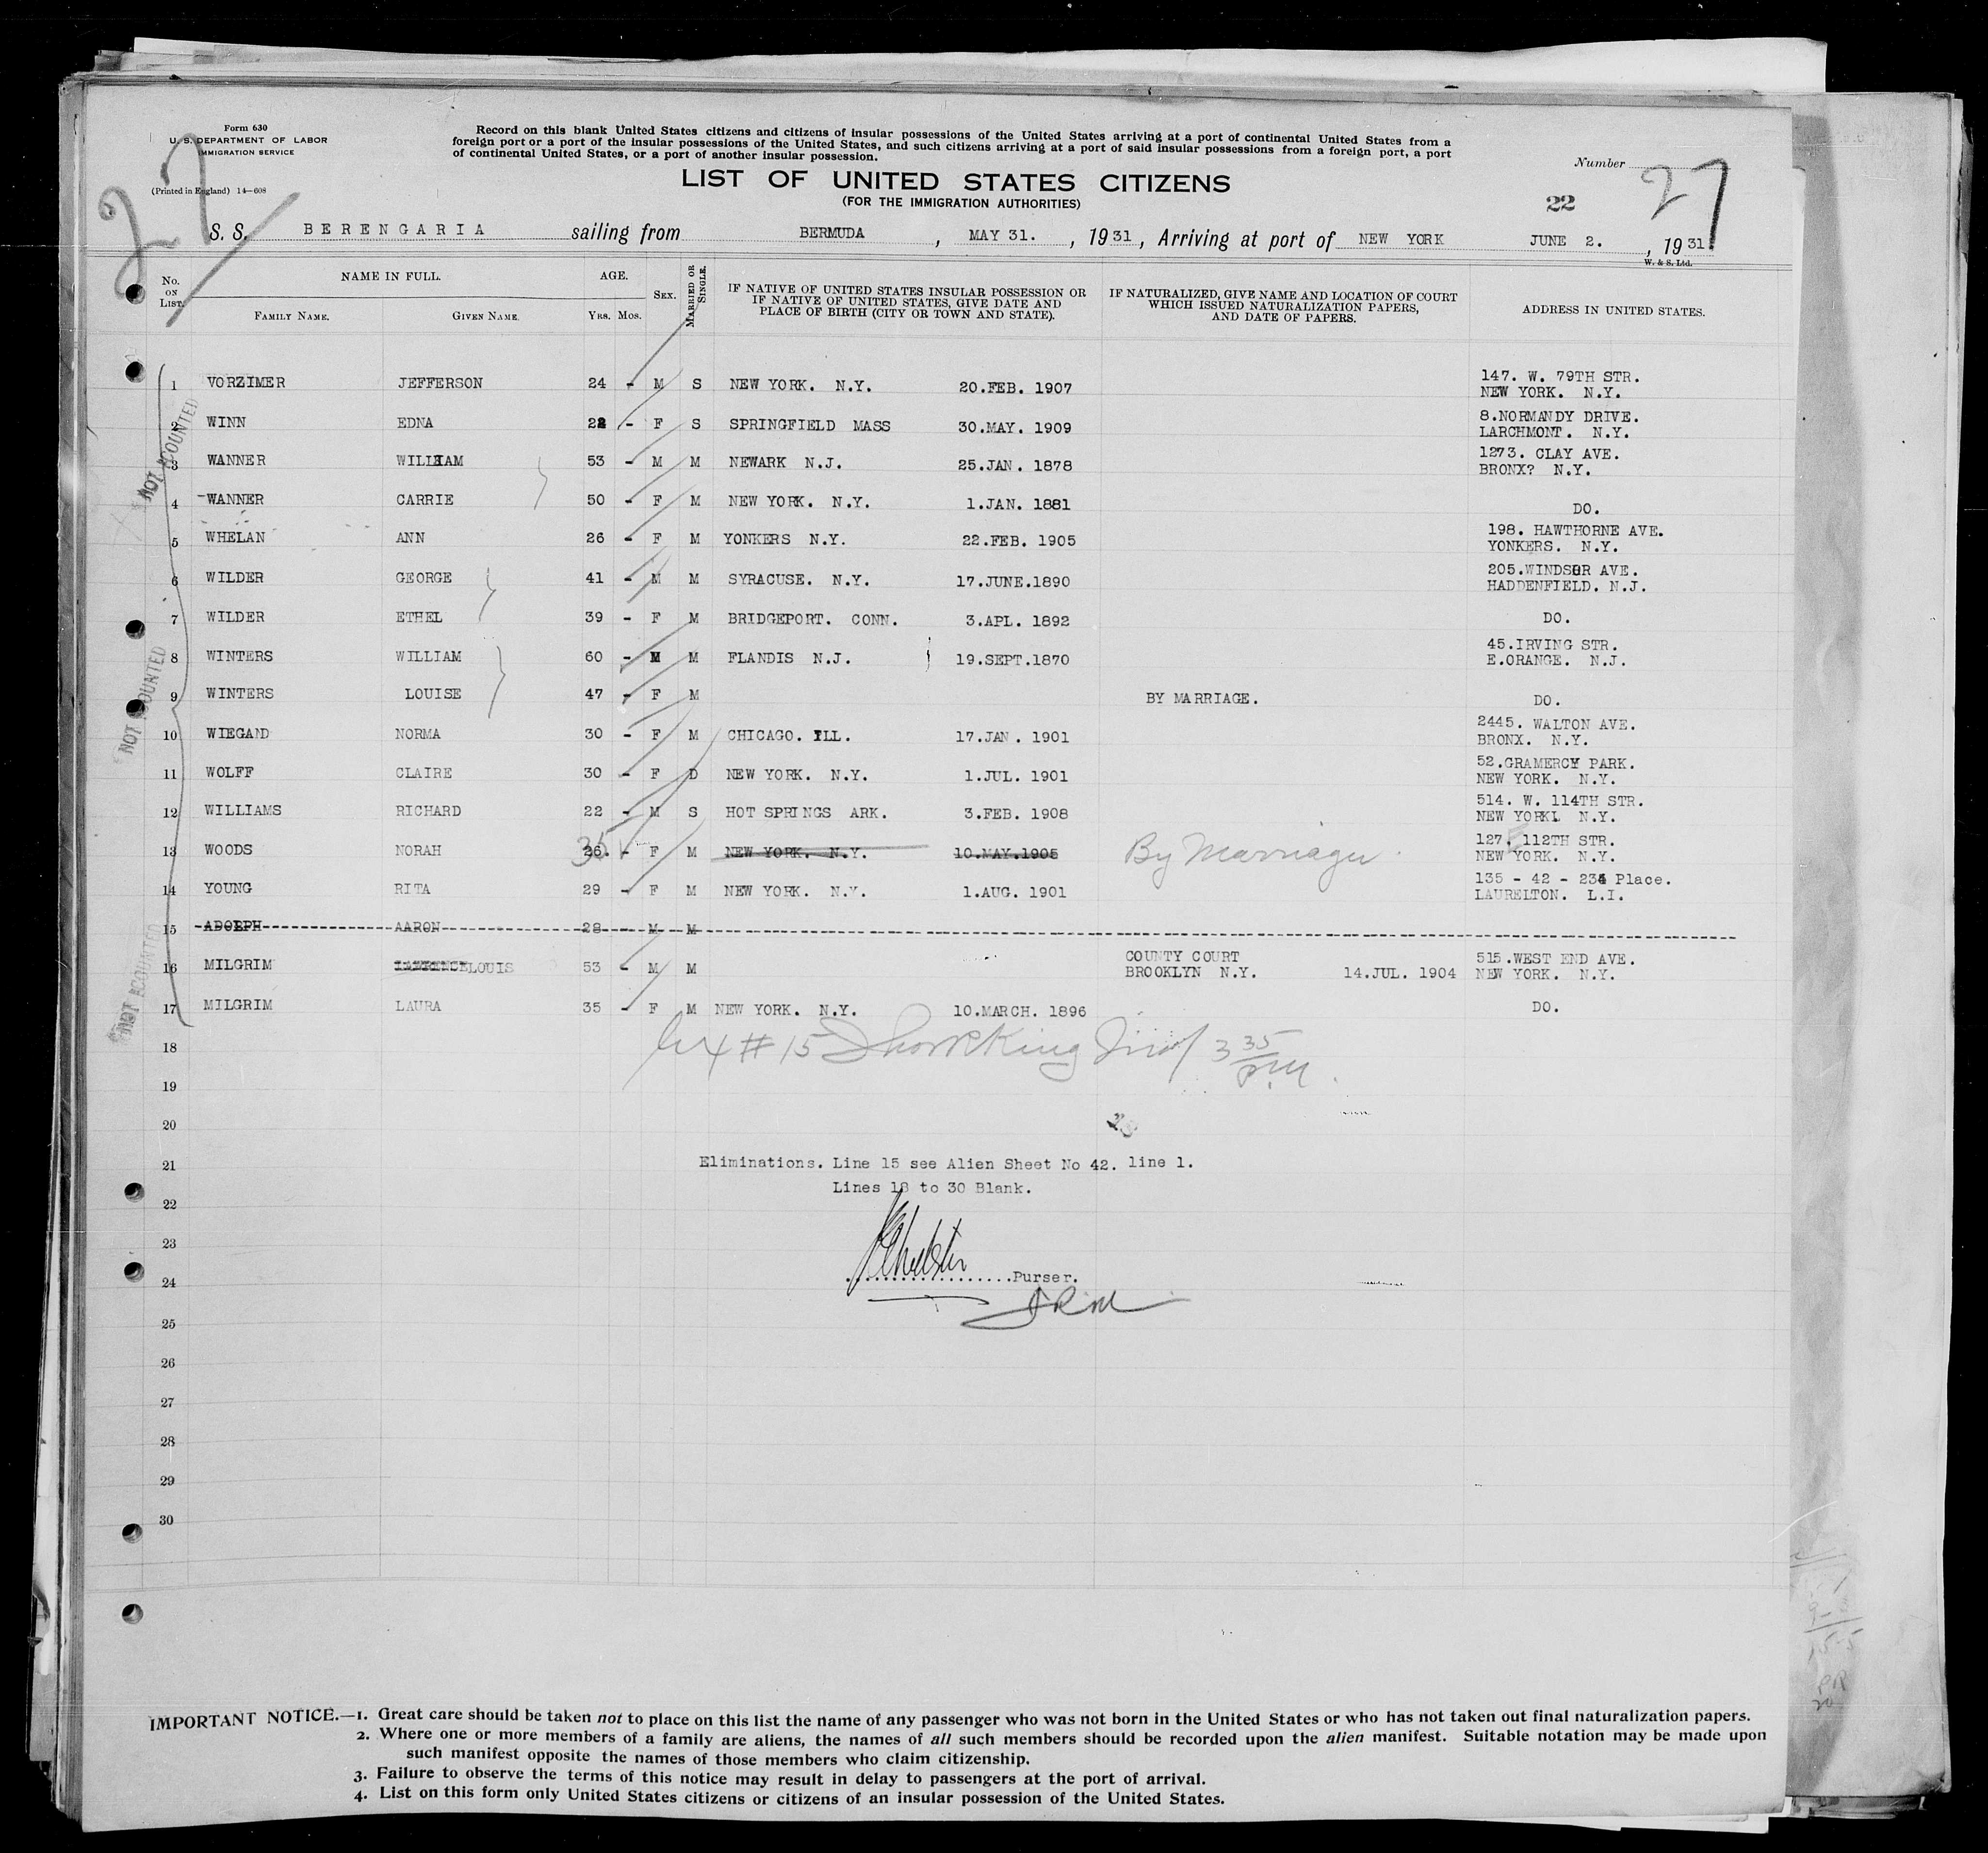 Form 630
U. S. DEPARTMENT OF LABOR
IMMIGRATION SERVICE
(Printed in England) 14—608
27
Record on this blank United States citizens and citizens of insular possessions of the United States arriving at a port of continental United States from a
foreign port or a port of the insular possessions of the United States, and such citizens arriving at a port of said insular possessions from a foreign port, a port
of continental United States, or a port of another insular possession.
Number 27
LIST OF UNITED STATES CITIZENS
(FOR THE IMMIGRATION AUTHORITIES)
22
S. S. BERENGARIA sailing from BERMUDA, MAY 31., 1931, Arriving at port of NEW YORK JUNE 2., 1931.
W. & S. Ltd.
No. ON LIST. NAME IN FULL. FAMILY NAME. GIVEN NAME. AGE. YRS. MOS. SEX. MARRIED OR SINGLE. IF NATIVE OF UNITED STATES INSULAR POSSESSION OR IF NATIVE OF UNITED STATES, GIVE DATE AND PLACE OF BIRTH (CITY OR TOWN AND STATE). IF NATURALIZED, GIVE NAME AND LOCATION OF COURT WHICH ISSUED NATURALIZATION PAPERS, AND DATE OF PAPERS. ADDRESS IN UNITED STATES.
1 VORZIMER JEFFERSON 24 - M S NEW YORK. N.Y. 20.FEB. 1907 147. W. 79TH STR.
NEW YORK. N.Y.
2 WINN EDNA 22 - F S SPRINGFIELD MASS 30.MAY. 1909 8.NORMANDY DRIVE.
LARCHMONT. N.Y.
3 WANNER WILLIAM 53 - M M NEWARK N.J. 25.JAN. 1878 1273. CLAY AVE.
BRONX? N.Y.
4 WANNER CARRIE 50 - F M NEW YORK. N.Y. 1.JAN. 1881 DO.
5 WHELAN ANN 26 - F M YONKERS N.Y. 22.FEB. 1905 198. HAWTHORNE AVE.
YONKERS. N.Y.
6 WILDER GEORGE 41 - M M SYRACUSE. N.Y. 17.JUNE.1890 205.WINDSOR AVE.
HADDENFIELD. N.J.
7 WILDER ETHEL 39 - F M BRIDGEPORT. CONN. 3.APL. 1892 DO.
8 WINTERS WILLIAM 60 - M M FLANDIS N.J. 19.SEPT.1870 45.IRVING STR.
E.ORANGE. N.J.
9 WINTERS LOUISE 47 - F M BY MARRIAGE. DO.
10 WIEGAND NORMA 30 - F M CHICAGO. ILL. 17.JAN. 1901 2445. WALTON AVE.
BRONX. N.Y.
11 WOLFF CLAIRE 30 - F D NEW YORK. N.Y. 1.JUL. 1901 52.GRAMERCY PARK.
NEW YORK. N.Y.
12 WILLIAMS RICHARD 22 - M S HOT SPRINGS ARK. 3.FEB. 1908 514. W. 114TH STR.
NEW YORKL N.Y.
13 WOODS NORAH 35 26. - F M NEW YORK. N.Y. 10.MAY.1905 By Marriage 127. E 112TH STR.
NEW YORK. N.Y.
14 YOUNG RITA 29 - F M NEW YORK. N.Y. 1.AUG. 1901 135 - 42 - 234 Place.
LAURELTON. L.I.
15 ADOLPH AARON 28 - M M
16 MILGRIM LOUIS 53 - M M COUNTY COURT
BROOKLYN N.Y. 14.JUL. 1904 515.WEST END AVE.
NEW YORK. N.Y.
17 MILGRIM LAURA 35 - F M NEW YORK. N.Y. 10.MARCH. 1896 DO.
NOT ACCOUNTED
NOT ACCOUNTED
NOT ACCOUNTED
18
# 15 3 35 P.M.
19
20
21 Eliminations. Line 15 see Alien Sheet No 42. line 1.
Lines 18 to 30 Blank.
22
23
24 Purser.
25
26
27
28
29
30
IMPORTANT NOTICE.—1. Great care should be taken not to place on this list the name of any passenger who was not born in the United States or who has not taken out final naturalization papers.
2. Where one or more members of a family are aliens, the names of all such members should be recorded upon the alien manifest. Suitable notation may be made upon
such manifest opposite the names of those members who claim citizenship.
3. Failure to observe the terms of this notice may result in delay to passengers at the port of arrival.
4. List on this form only United States citizens or citizens of an insular possession of the United States.